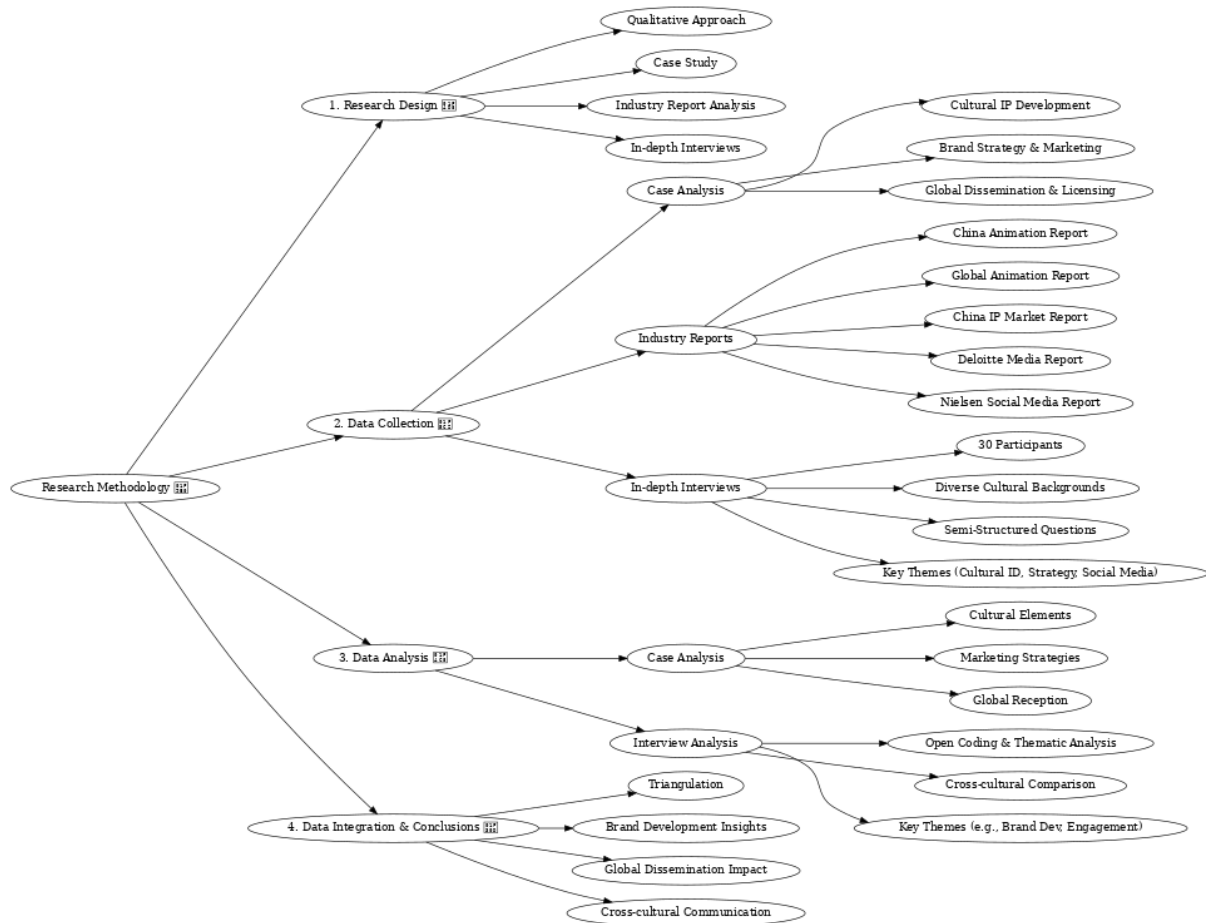 Research Methodology
1. Research Design
Qualitative Approach
Case Study
Industry Report Analysis
In-depth Interviews
2. Data Collection
Case Analysis
Cultural IP Development
Brand Strategy & Marketing
Global Dissemination & Licensing
Industry Reports
China Animation Report
Global Animation Report
China IP Market Report
Deloitte Media Report
Nielsen Social Media Report
In-depth Interviews
30 Participants
Diverse Cultural Backgrounds
Semi-Structured Questions
Key Themes (Cultural ID, Strategy, Social Media)
3. Data Analysis
Case Analysis
Cultural Elements
Marketing Strategies
Global Reception
Interview Analysis
Open Coding & Thematic Analysis
Cross-cultural Comparison
Key Themes (e.g., Brand Dev, Engagement)
4. Data Integration & Conclusions
Triangulation
Brand Development Insights
Global Dissemination Impact
Cross-cultural Communication